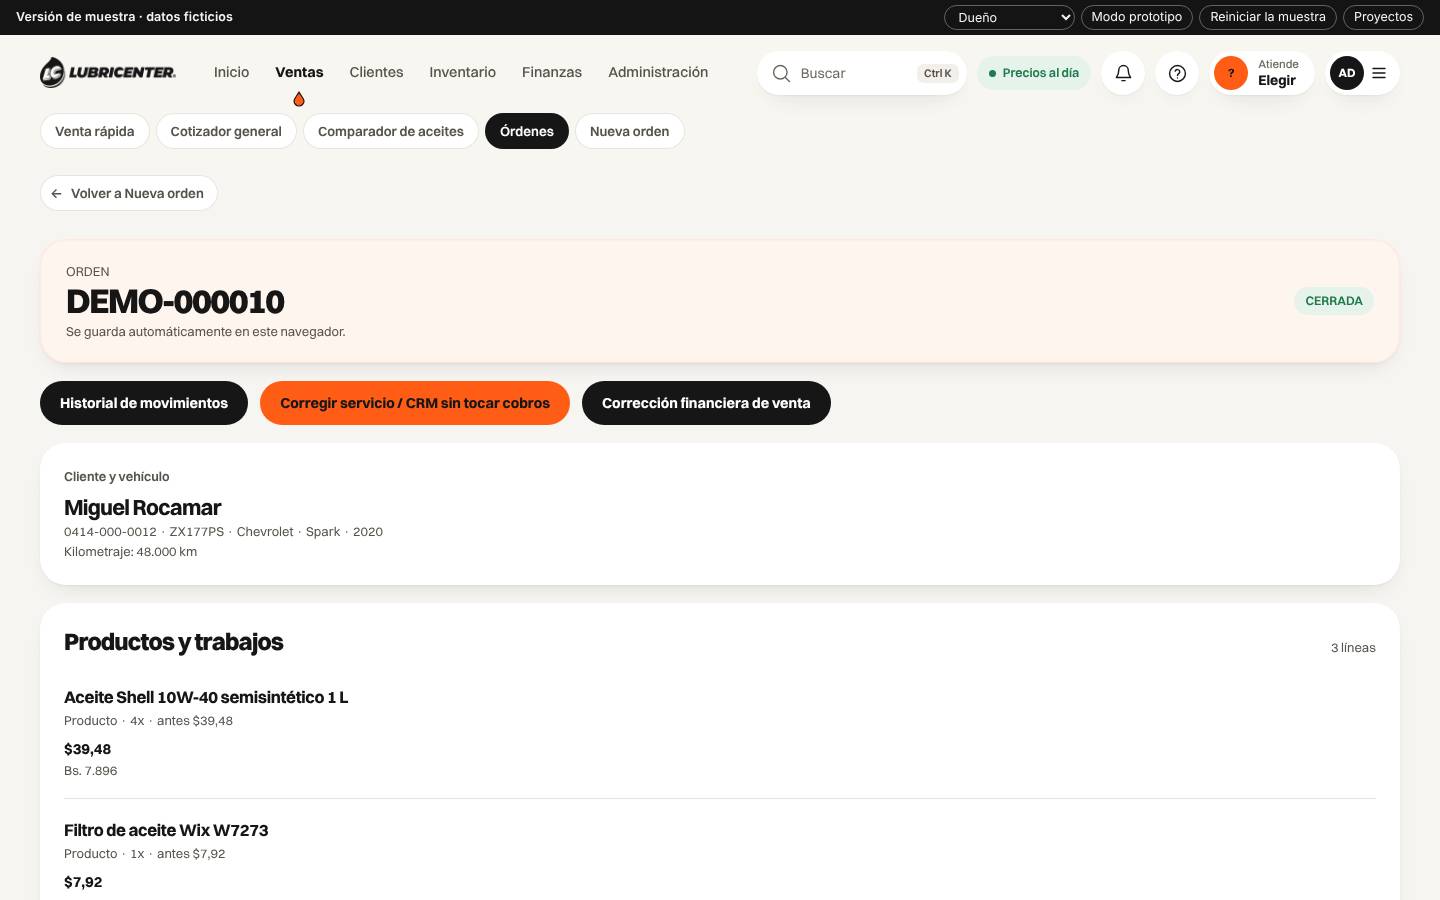 Versión de muestra · datos ficticios
Dueño
Modo prototipo
Reiniciar la muestra
Proyectos
LG LUBRICENTER.
Inicio
Ventas
Clientes
Inventario
Finanzas
Administración
Buscar
Ctrl K
Precios al día
?
Atiende
Elegir
AD
Venta rápida
Cotizador general
Comparador de aceites
Órdenes
Nueva orden
← Volver a Nueva orden
ORDEN
DEMO-000010
Se guarda automáticamente en este navegador.
CERRADA
Historial de movimientos
Corregir servicio / CRM sin tocar cobros
Corrección financiera de venta
Cliente y vehículo
Miguel Rocamar
0414-000-0012 · ZX177PS · Chevrolet · Spark · 2020
Kilometraje: 48.000 km
Productos y trabajos
3 líneas
Aceite Shell 10W-40 semisintético 1 L
Producto · 4x · antes $39,48
$39,48
Bs. 7.896
Filtro de aceite Wix W7273
Producto · 1x · antes $7,92
$7,92